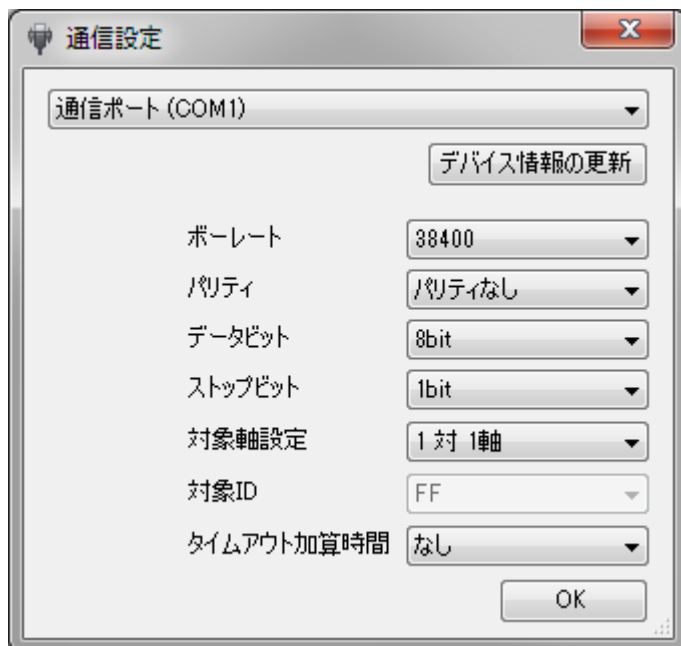 通信設定
通信ポート (COM1)
デバイス情報の更新
ボーレート 38400
パリティ パリティなし
データビット 8bit
ストップビット 1bit
対象軸設定 1 対 1軸
対象ID FF
タイムアウト加算時間 なし
OK